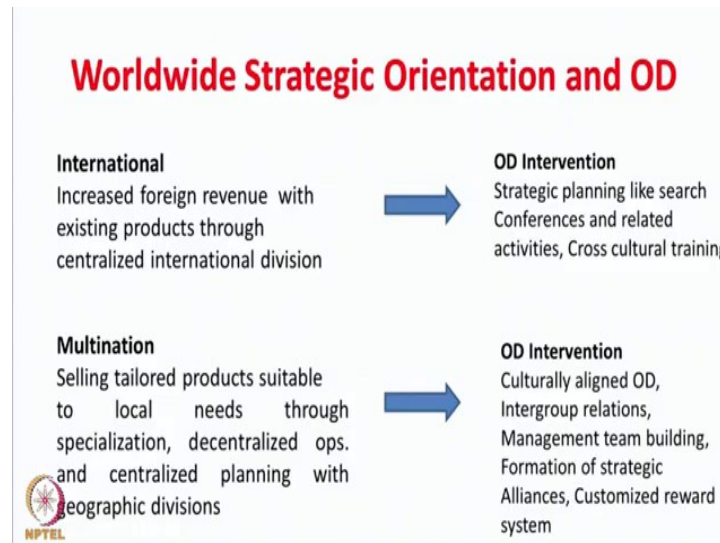 Worldwide Strategic Orientation and OD
International
Increased foreign revenue with
existing products through
centralized international division
OD Intervention
Strategic planning like search
Conferences and related
activities, Cross cultural training
Multination
Selling tailored products suitable
to local needs through
specialization, decentralized ops.
and centralized planning with
geographic divisions
OD Intervention
Culturally aligned OD,
Intergroup relations,
Management team building,
Formation of strategic
Alliances, Customized reward
system
NPTEL